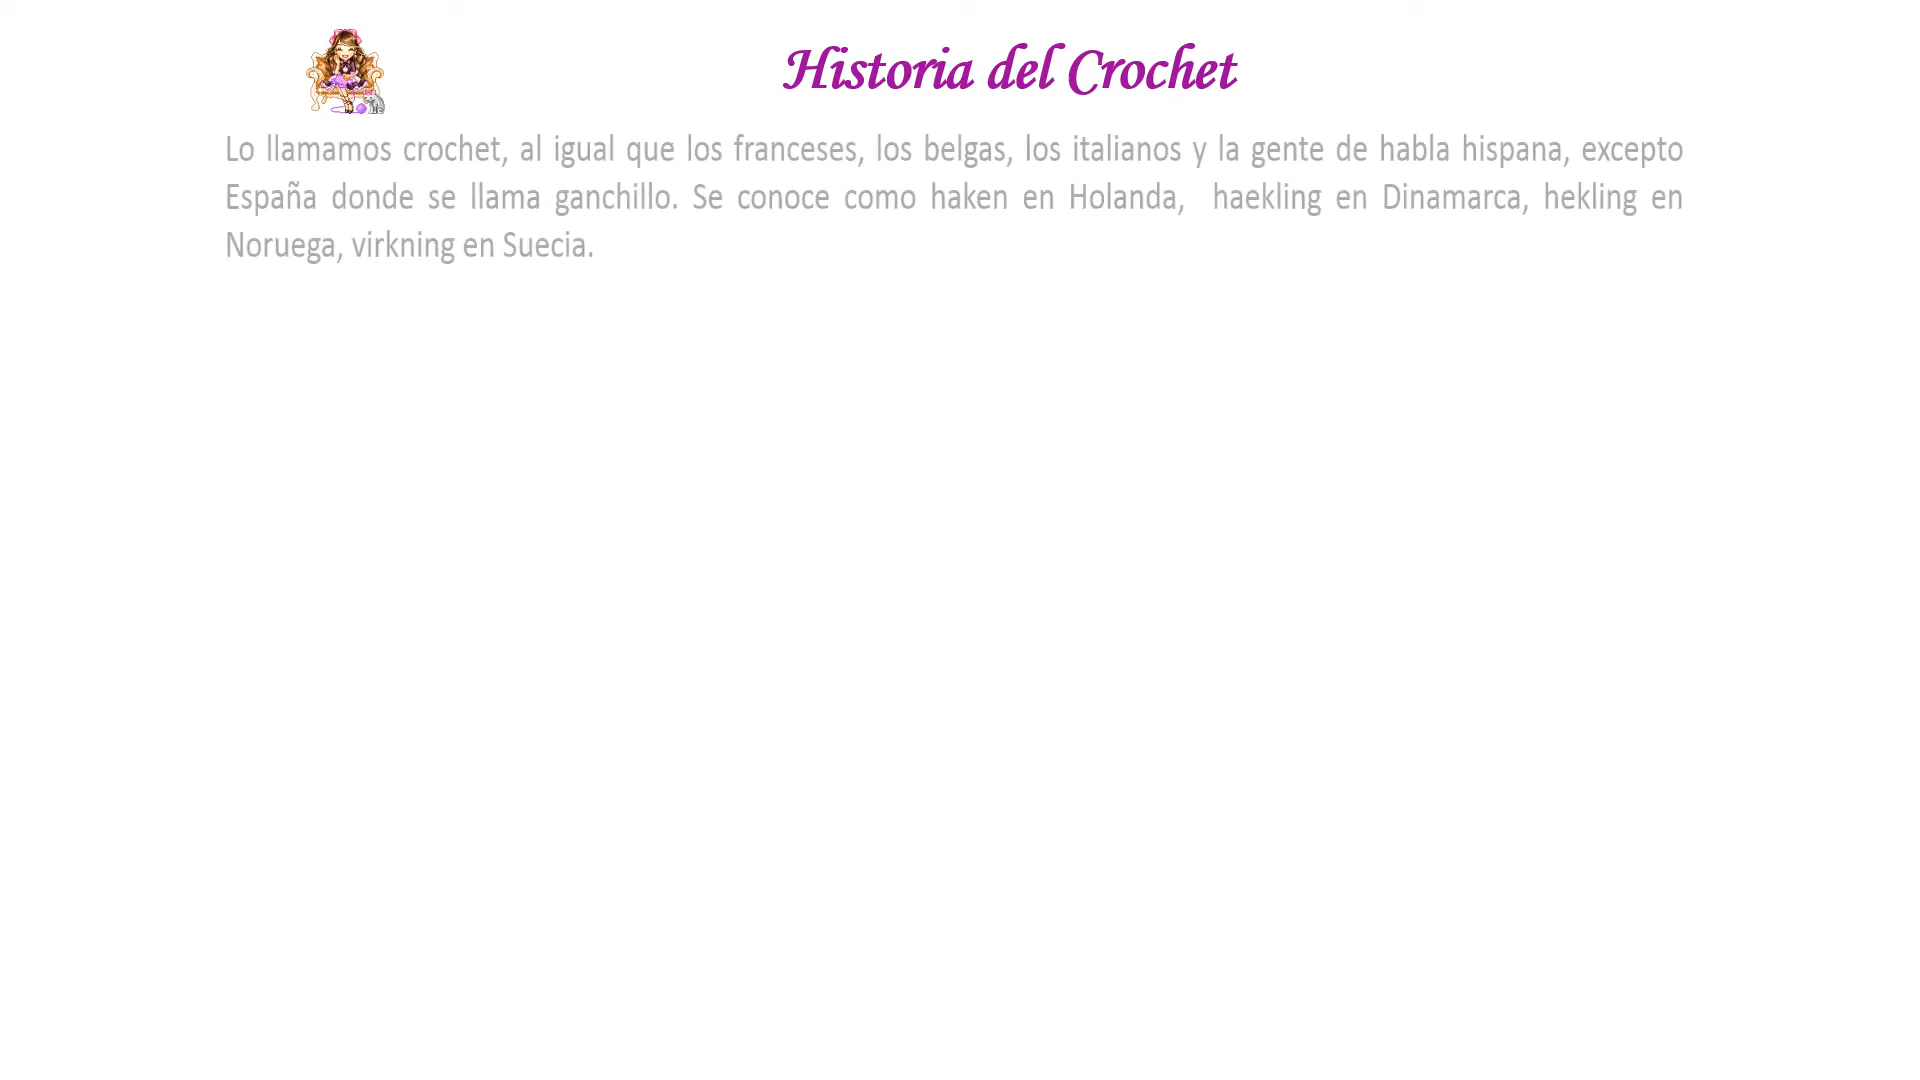 Historia del Crochet
Lo llamamos crochet, al igual que los franceses, los belgas, los italianos y la gente de habla hispana, excepto
España donde se llama ganchillo. Se conoce como haken en Holanda,  haekling en Dinamarca, hekling en
Noruega, virkning en Suecia.